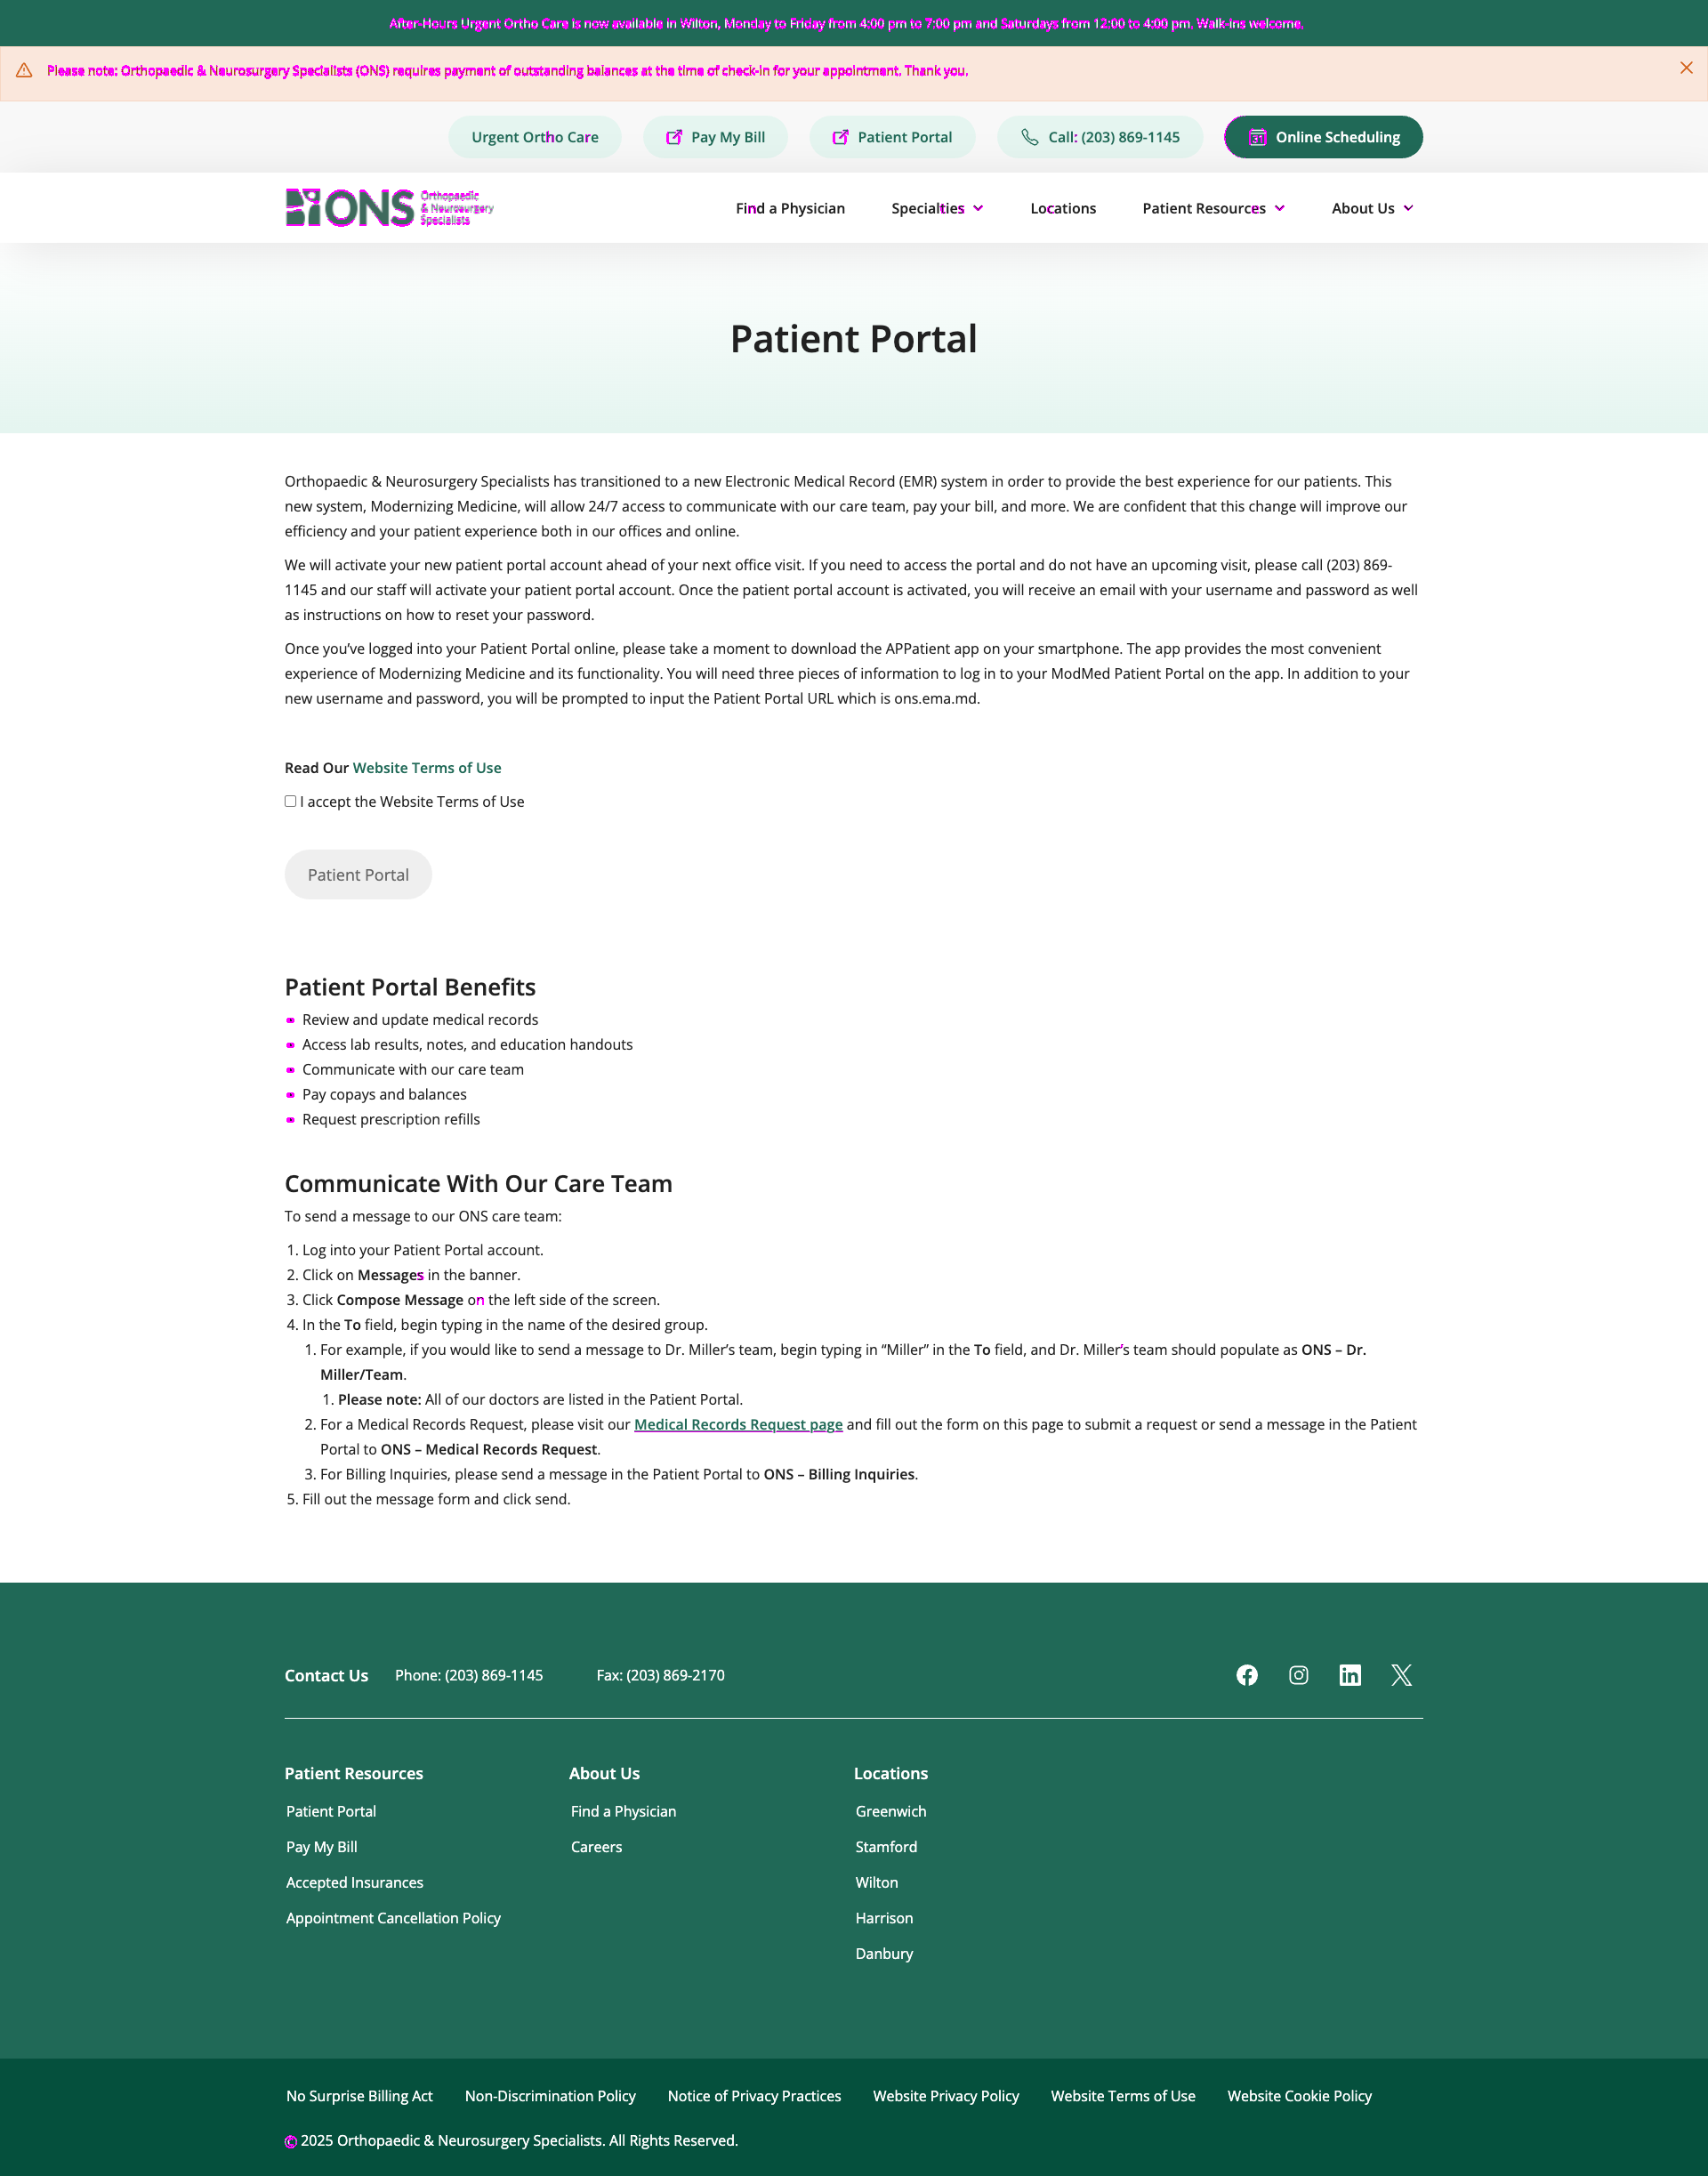 After-Hours Urgent Ortho Care is now available in Wilton, Monday to Friday from 4:00 pm to 7:00 pm and Saturdays from 12:00 to 4:00 pm. Walk-ins welcome.
Please note: Orthopaedic & Neurosurgery Specialists (ONS) requires payment of outstanding balances at the time of check-in for your appointment. Thank you.
Urgent Ortho Care Pay My Bill Patient Portal Call: (203) 869-1145 Online Scheduling
ONS Orthopaedic
& Neurosurgery
Specialists
Find a Physician Specialties Locations Patient Resources About Us
Patient Portal
Orthopaedic & Neurosurgery Specialists has transitioned to a new Electronic Medical Record (EMR) system in order to provide the best experience for our patients. This
new system, Modernizing Medicine, will allow 24/7 access to communicate with our care team, pay your bill, and more. We are confident that this change will improve our
efficiency and your patient experience both in our offices and online.
We will activate your new patient portal account ahead of your next office visit. If you need to access the portal and do not have an upcoming visit, please call (203) 869-
1145 and our staff will activate your patient portal account. Once the patient portal account is activated, you will receive an email with your username and password as well
as instructions on how to reset your password.
Once you’ve logged into your Patient Portal online, please take a moment to download the APPatient app on your smartphone. The app provides the most convenient
experience of Modernizing Medicine and its functionality. You will need three pieces of information to log in to your ModMed Patient Portal on the app. In addition to your
new username and password, you will be prompted to input the Patient Portal URL which is ons.ema.md.
Read Our Website Terms of Use
I accept the Website Terms of Use
Patient Portal
Patient Portal Benefits
Review and update medical records
Access lab results, notes, and education handouts
Communicate with our care team
Pay copays and balances
Request prescription refills
Communicate With Our Care Team
To send a message to our ONS care team:
1. Log into your Patient Portal account.
2. Click on Messages in the banner.
3. Click Compose Message on the left side of the screen.
4. In the To field, begin typing in the name of the desired group.
1. For example, if you would like to send a message to Dr. Miller’s team, begin typing in “Miller” in the To field, and Dr. Miller’s team should populate as ONS – Dr.
Miller/Team.
1. Please note: All of our doctors are listed in the Patient Portal.
2. For a Medical Records Request, please visit our Medical Records Request page and fill out the form on this page to submit a request or send a message in the Patient
Portal to ONS – Medical Records Request.
3. For Billing Inquiries, please send a message in the Patient Portal to ONS – Billing Inquiries.
5. Fill out the message form and click send.
Contact Us Phone: (203) 869-1145 Fax: (203) 869-2170
Patient Resources About Us Locations
Patient Portal Find a Physician Greenwich
Pay My Bill Careers Stamford
Accepted Insurances Wilton
Appointment Cancellation Policy Harrison
Danbury
No Surprise Billing Act Non-Discrimination Policy Notice of Privacy Practices Website Privacy Policy Website Terms of Use Website Cookie Policy
© 2025 Orthopaedic & Neurosurgery Specialists. All Rights Reserved.